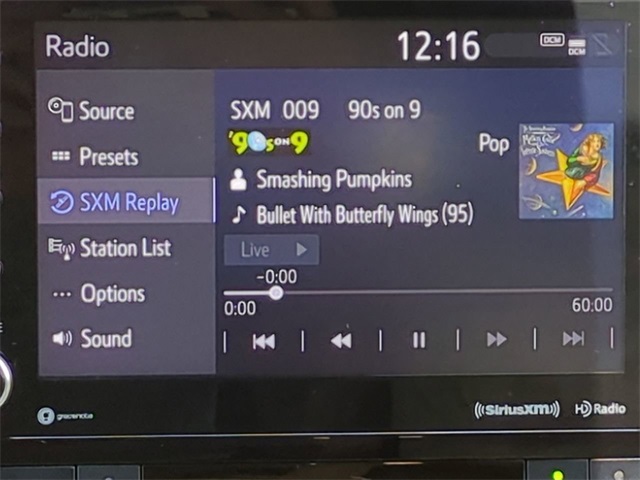 Radio
12:16
DCM
DCM
Source
Presets
SXM Replay
Station List
Options
Sound
SXM 009 90s on 9
'90s ON 9
Pop
Smashing Pumpkins
Bullet With Butterfly Wings (95)
Live
-0:00
0:00
60:00
gracenote
((SiriusXM))
HD Radio